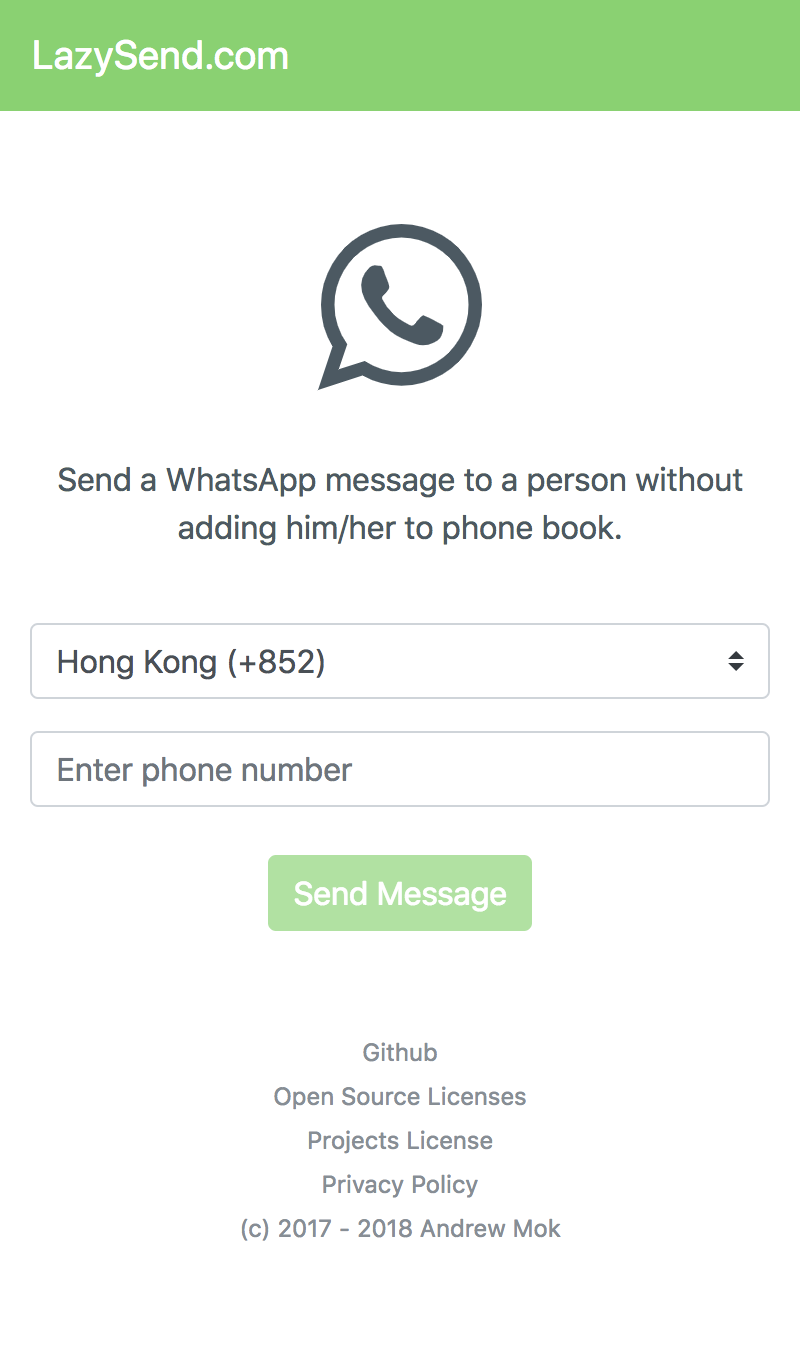 LazySend.com
Send a WhatsApp message to a person without
adding him/her to phone book.
Hong Kong (+852)
Enter phone number
Send Message
Github
Open Source Licenses
Projects License
Privacy Policy
(c) 2017 - 2018 Andrew Mok